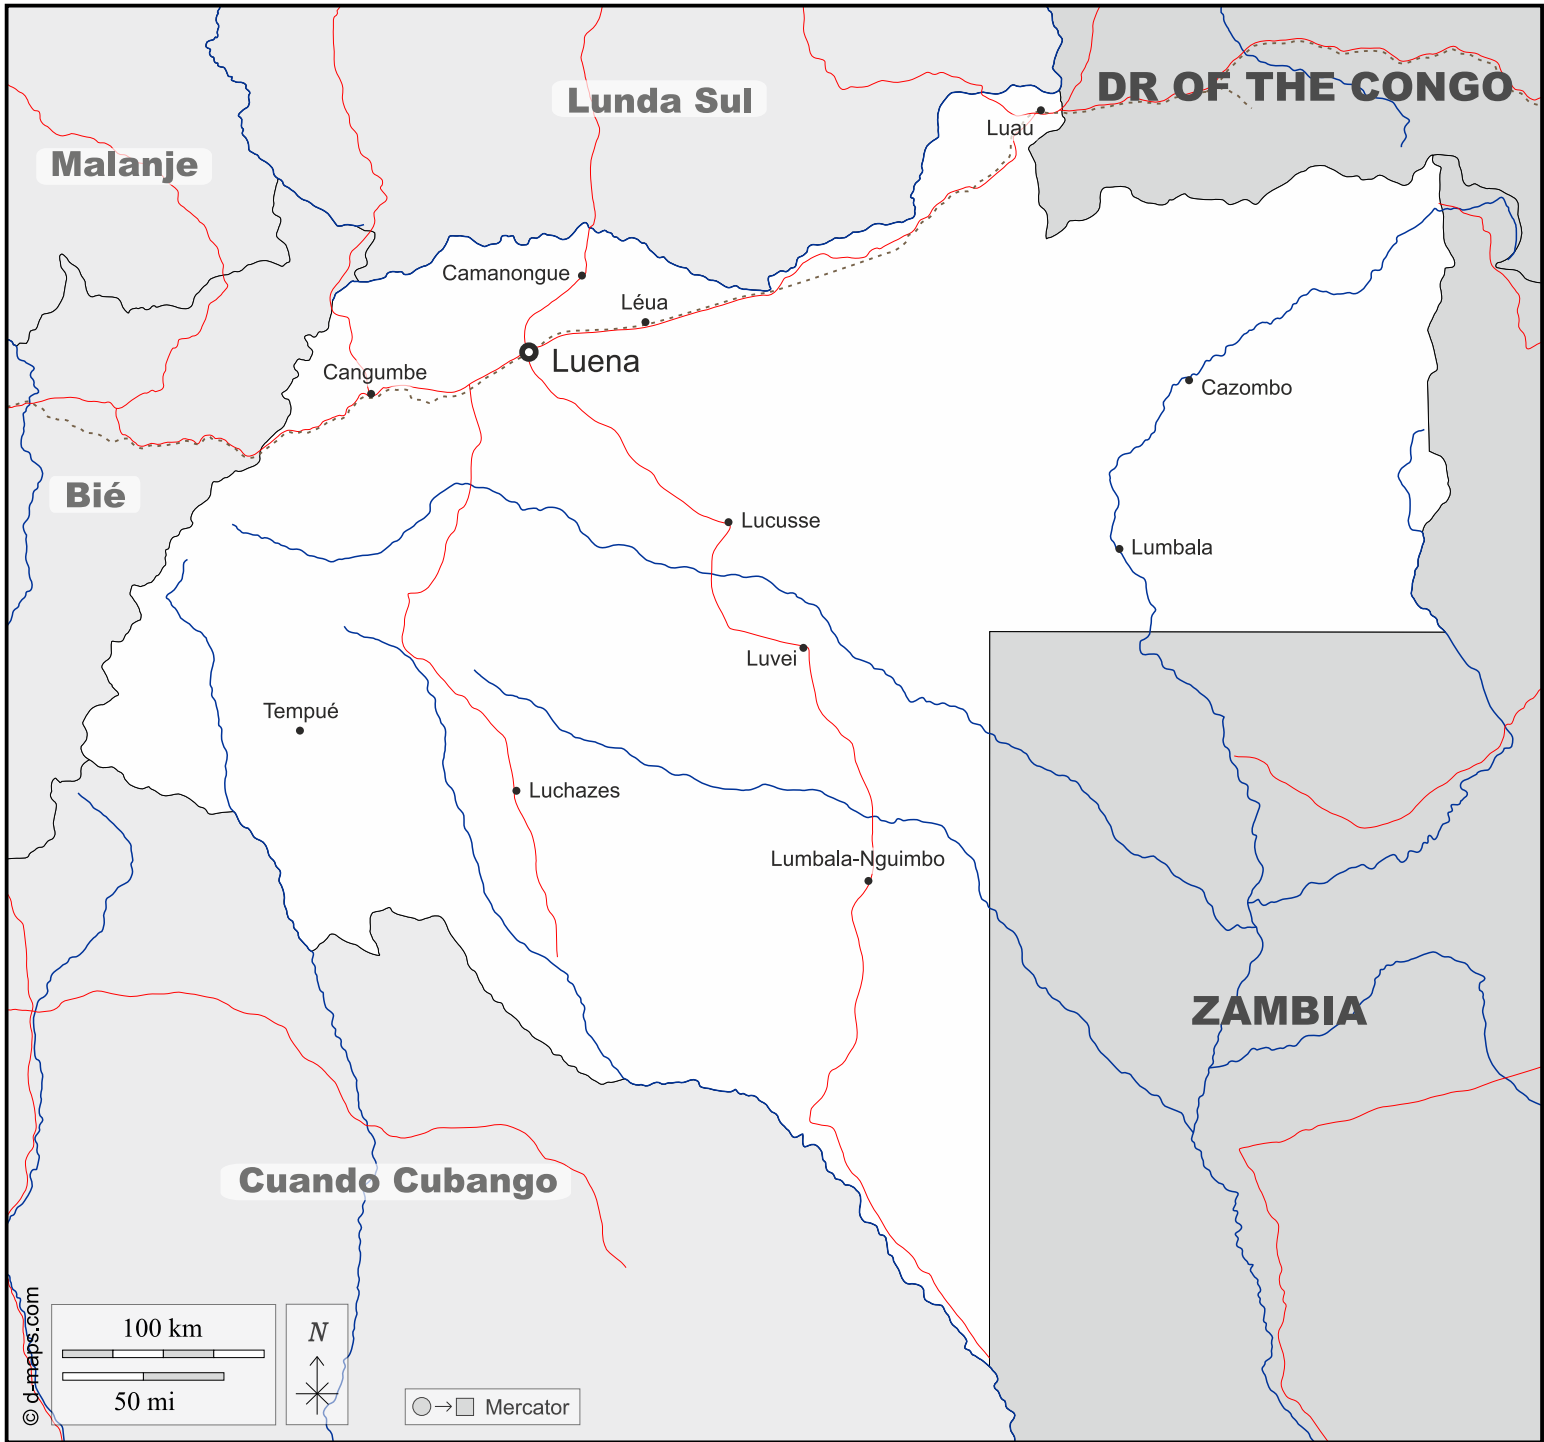 DR OF THE CONGO
Lunda Sul
Luau
Malanje
Camanongue
Léua
Luena
Cangumbe
Cazombo
Bié
Lucusse
Lumbala
Luvei
Tempué
Luchazes
Lumbala-Nguimbo
ZAMBIA
Cuando Cubango
© d-maps.com
100 km
50 mi
N
Mercator